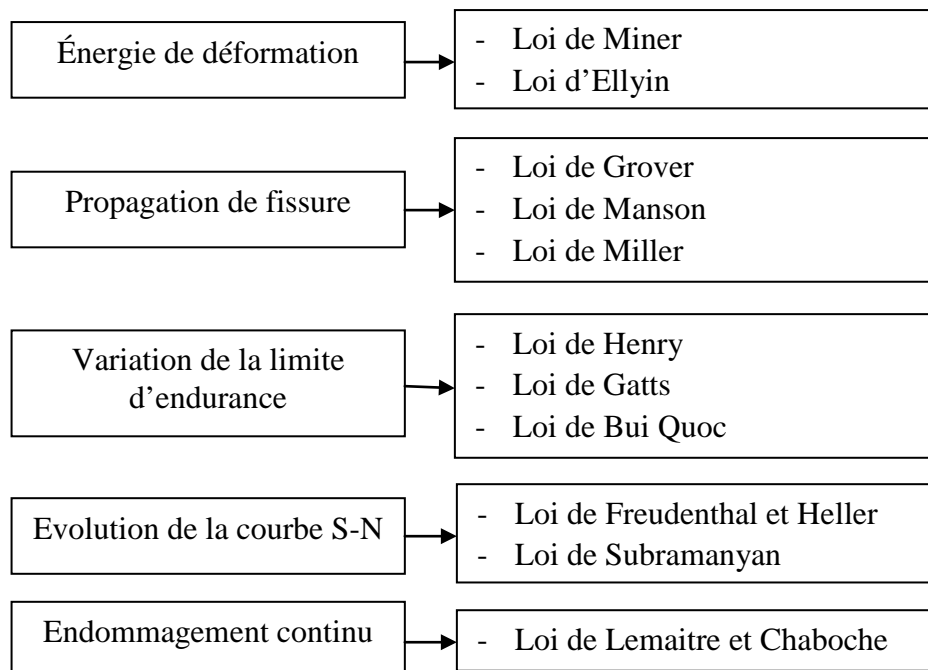 Énergie de déformation
- Loi de Miner
- Loi d’Ellyin
Propagation de fissure
- Loi de Grover
- Loi de Manson
- Loi de Miller
Variation de la limite
d’endurance
- Loi de Henry
- Loi de Gatts
- Loi de Bui Quoc
Evolution de la courbe S-N
- Loi de Freudenthal et Heller
- Loi de Subramanyan
Endommagement continu
- Loi de Lemaitre et Chaboche